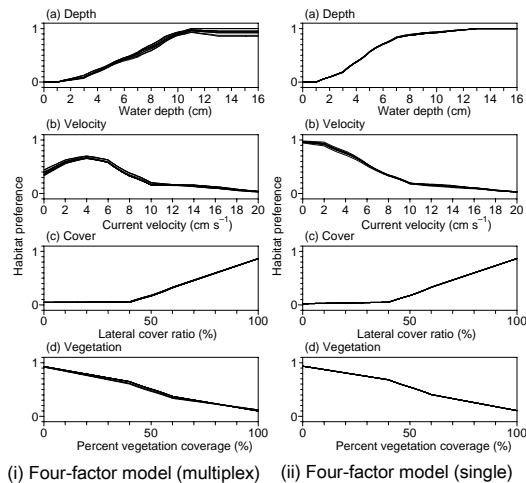 (a) Depth
1
0
0 2 4 6 8 10 12 14 16
Water depth (cm)
(b) Velocity
1
0
0 2 4 6 8 10 12 14 16 18 20
Current velocity (cm s⁻¹)
(c) Cover
1
0
0 50 100
Lateral cover ratio (%)
(d) Vegetation
1
0
0 50 100
Percent vegetation coverage (%)
Habitat preference
(i) Four-factor model (multiplex)
(a) Depth
1
0
0 2 4 6 8 10 12 14 16
Water depth (cm)
(b) Velocity
1
0
0 2 4 6 8 10 12 14 16 18 20
Current velocity (cm s⁻¹)
(c) Cover
1
0
0 50 100
Lateral cover ratio (%)
(d) Vegetation
1
0
0 50 100
Percent vegetation coverage (%)
Habitat preference
(ii) Four-factor model (single)